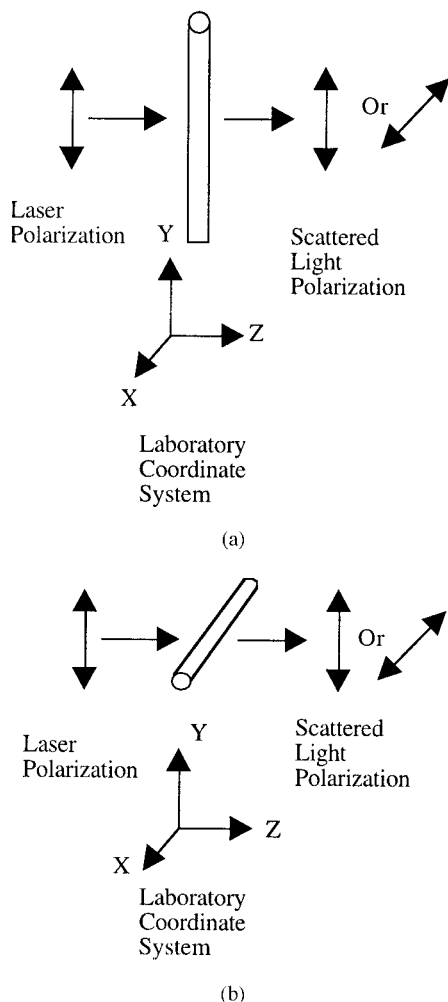 Or
Laser
Polarization
Y
Scattered
Light
Polarization
Z
X
Laboratory
Coordinate
System
(a)
Or
Laser
Polarization
Y
Scattered
Light
Polarization
Z
X
Laboratory
Coordinate
System
(b)